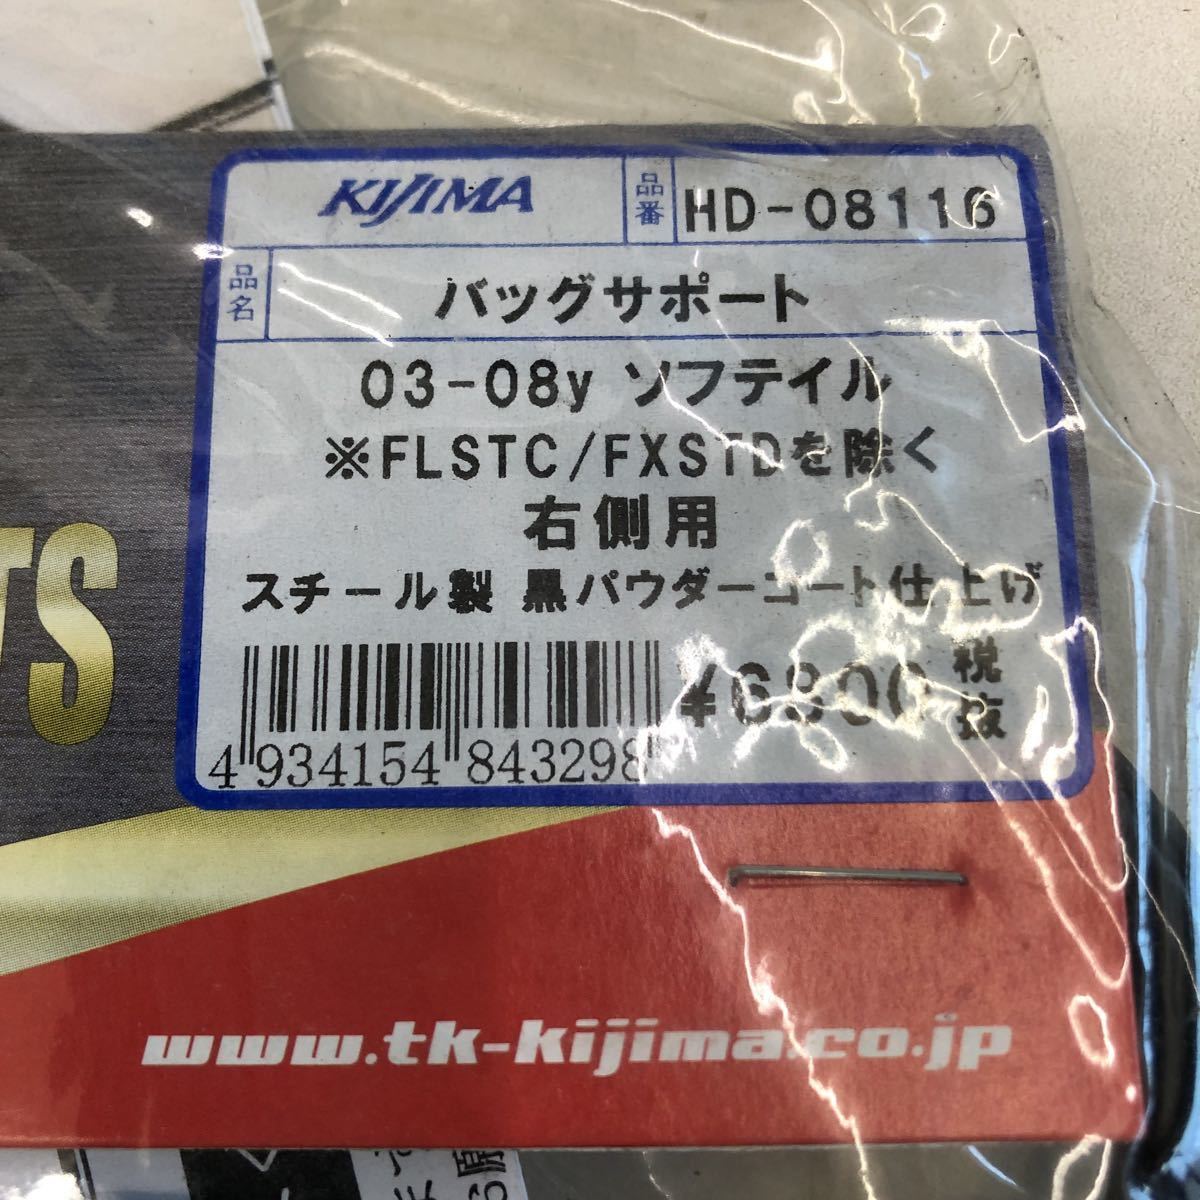 KIJIMA 品番 HD-08116
品名 バッグサポート
03-08y ソフテイル
※FLSTC/FXSTDを除く
右側用
スチール製 黒パウダーコート仕上げ
¥6300 税抜
4 934154 843298
TS
www.tk-kijima.co.jp